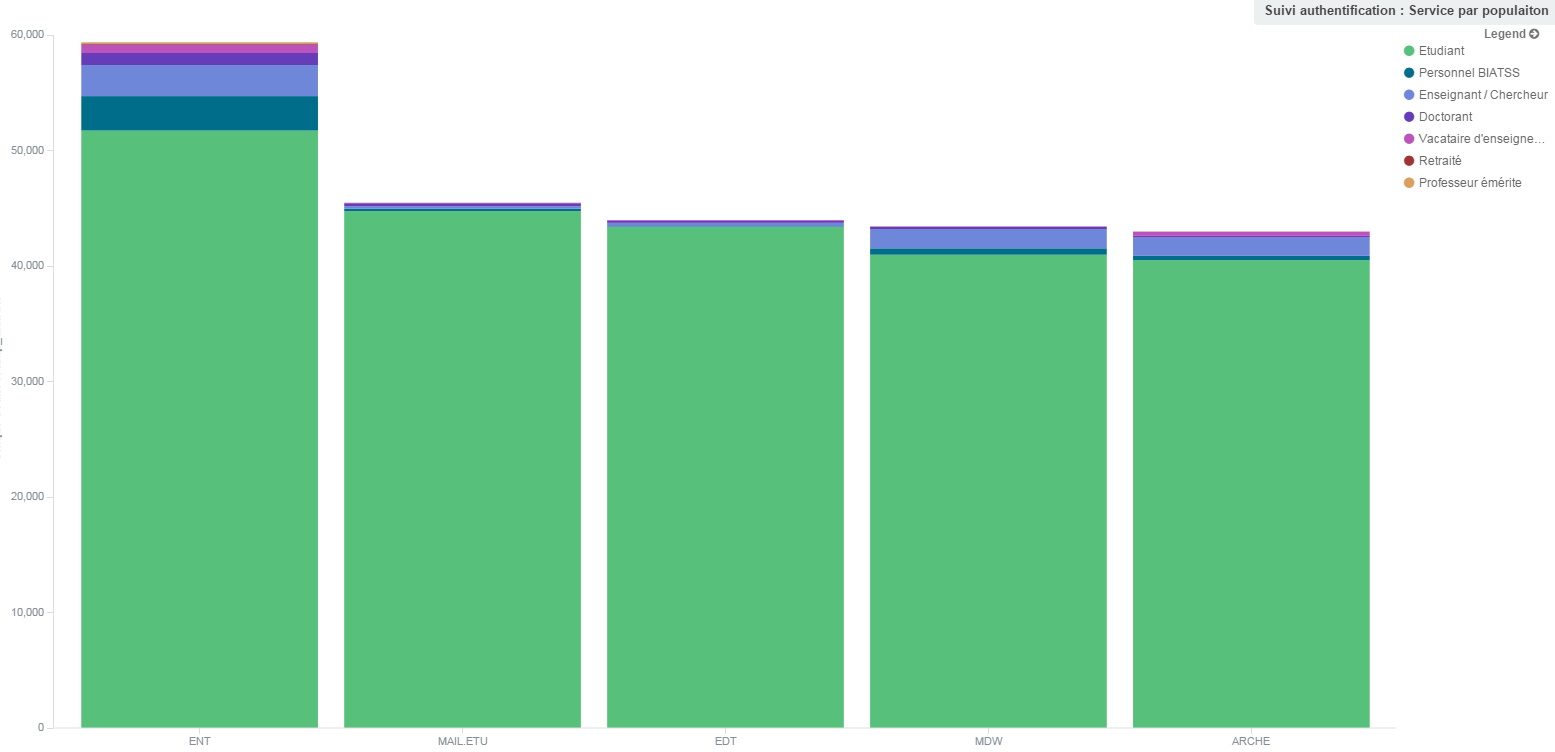 Suivi authentification : Service par populaiton
Legend
Etudiant
Personnel BIATSS
Enseignant / Chercheur
Doctorant
Vacataire d'enseigne...
Retraité
Professeur émérite
60,000
50,000
40,000
30,000
20,000
10,000
0
ENT
MAIL.ETU
EDT
MDW
ARCHE